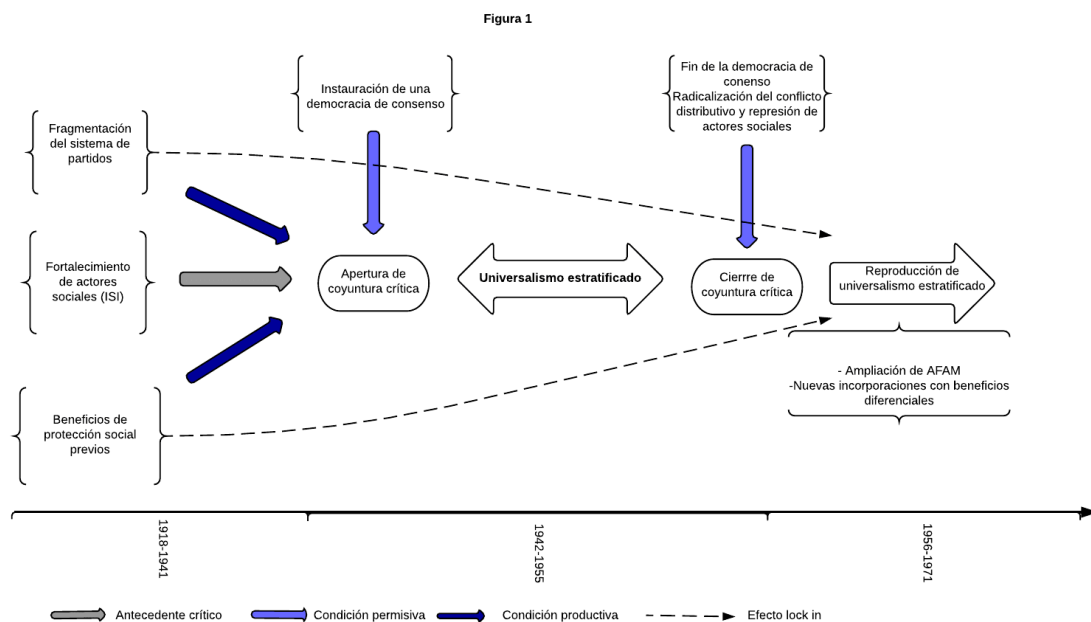 Figura 1
Instauración de una
democracia de consenso
Fin de la democracia de
conenso
Radicalización del conflicto
distributivo y represión de
actores sociales
Fragmentación
del sistema de
partidos
Fortalecimiento
de actores
sociales (ISI)
Beneficios de
protección social
previos
Apertura de
coyuntura crítica
Universalismo estratificado
Cierrre de
coyuntura crítica
Reproducción de
universalismo estratificado
- Ampliación de AFAM
-Nuevas incorporaciones con beneficios
diferenciales
1918-1941
1942-1955
1956-1971
Antecedente crítico
Condición permisiva
Condición productiva
Efecto lock in